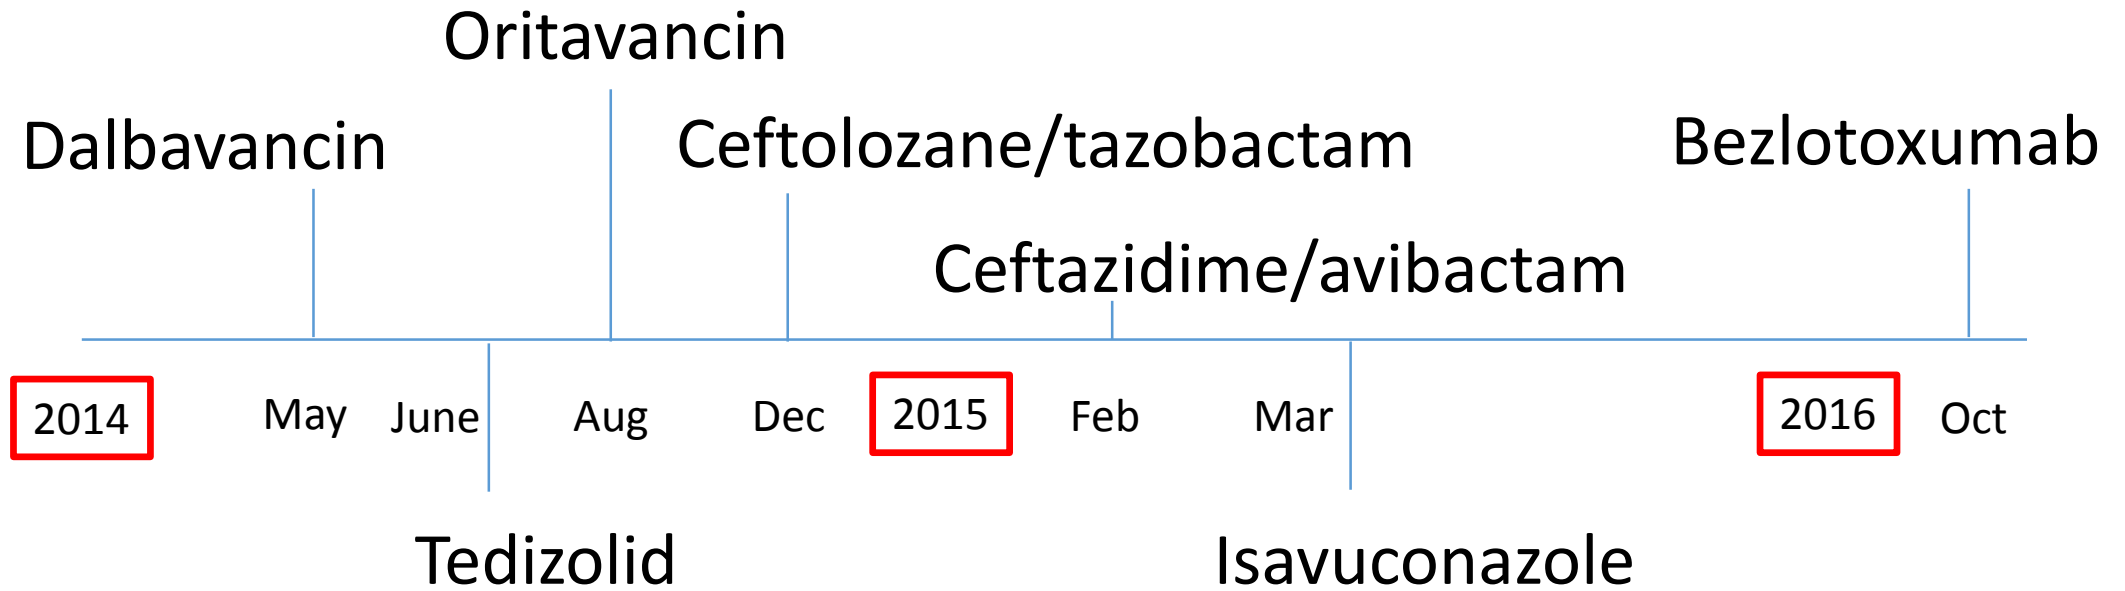 Oritavancin
Dalbavancin
Ceftolozane/tazobactam
Bezlotoxumab
Ceftazidime/avibactam
2014 May June Aug Dec 2015 Feb Mar 2016 Oct
Tedizolid
Isavuconazole